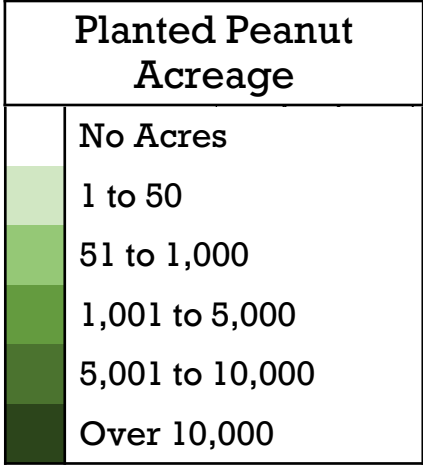 Planted Peanut
Acreage
No Acres
1 to 50
51 to 1,000
1,001 to 5,000
5,001 to 10,000
Over 10,000